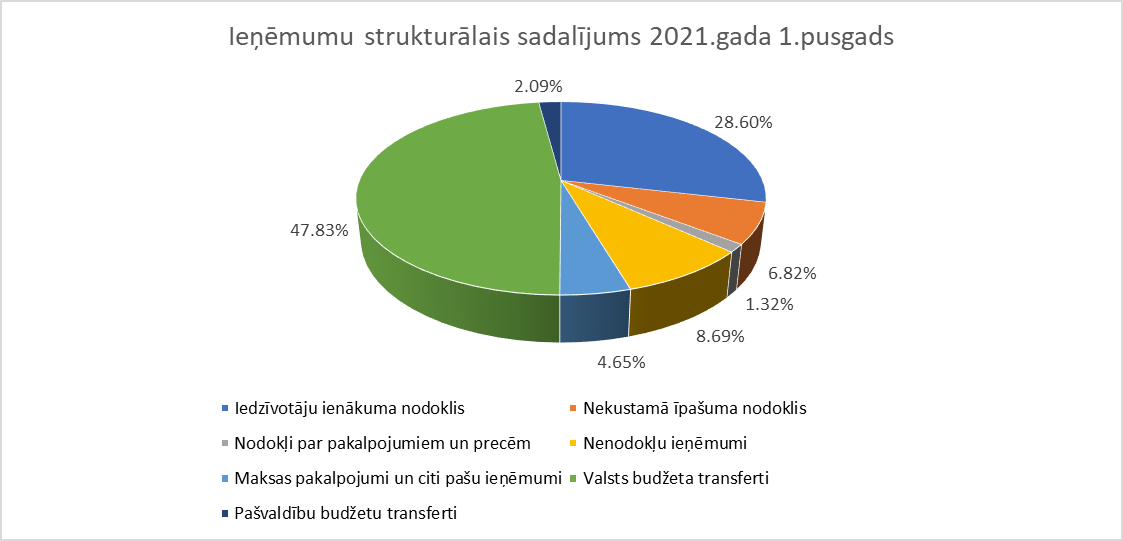 Ieņēmumu strukturālais sadalījums 2021.gada 1.pusgads
2.09%
28.60%
47.83%
6.82%
1.32%
8.69%
4.65%
Iedzīvotāju ienākuma nodoklis
Nekustamā īpašuma nodoklis
Nodokļi par pakalpojumiem un precēm
Nenodokļu ieņēmumi
Maksas pakalpojumi un citi pašu ieņēmumi
Valsts budžeta transferti
Pašvaldību budžetu transferti